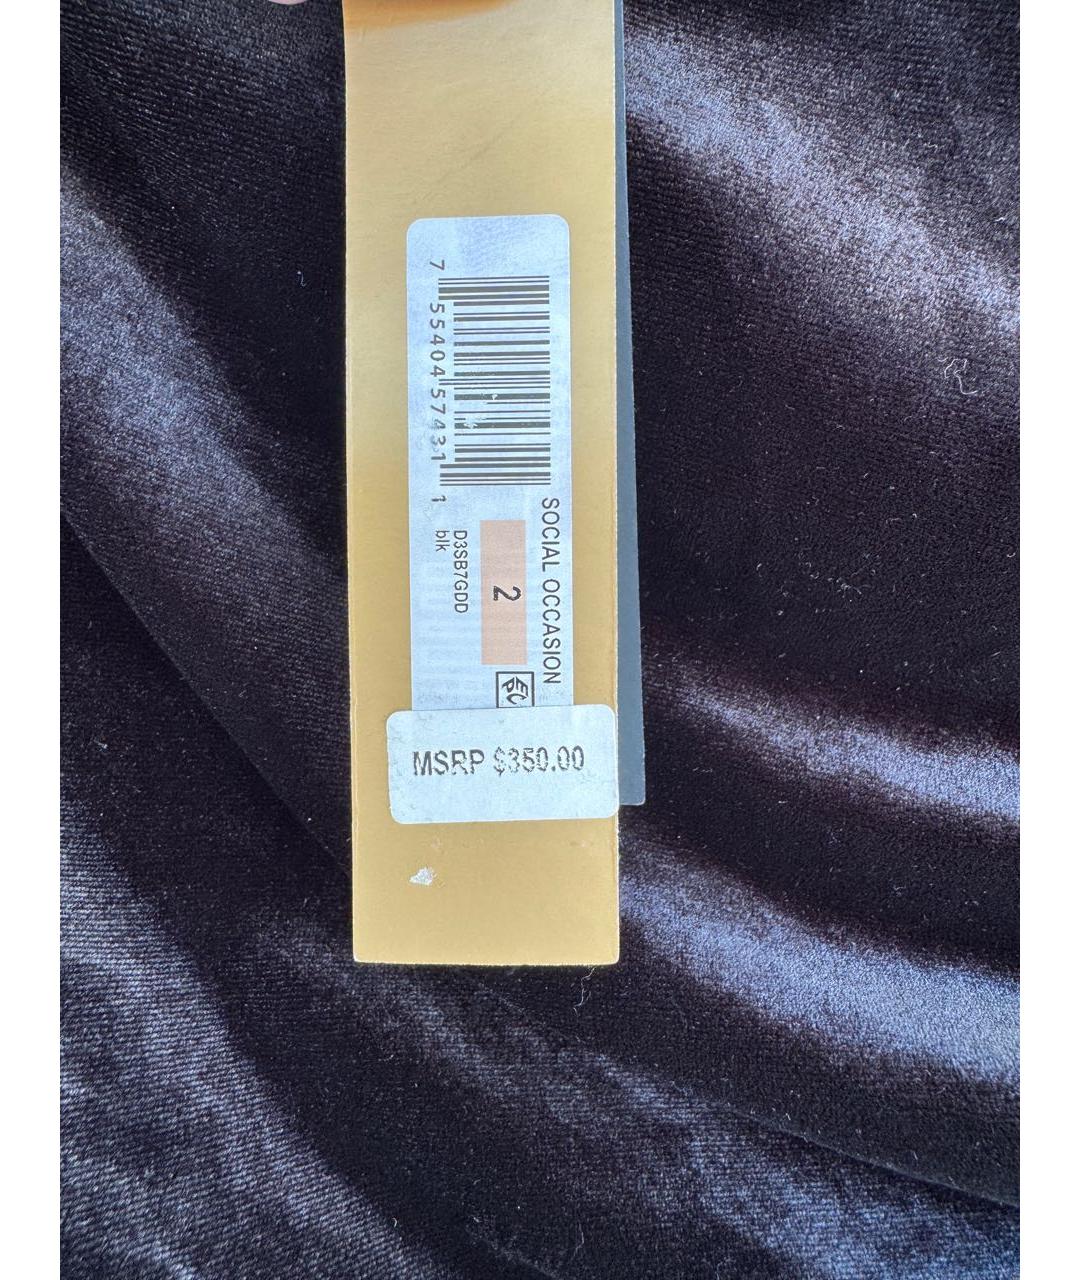 SOCIAL OCCASION
2
D3SB7GDD
blk
7 55404 57431 1
MSRP $350.00